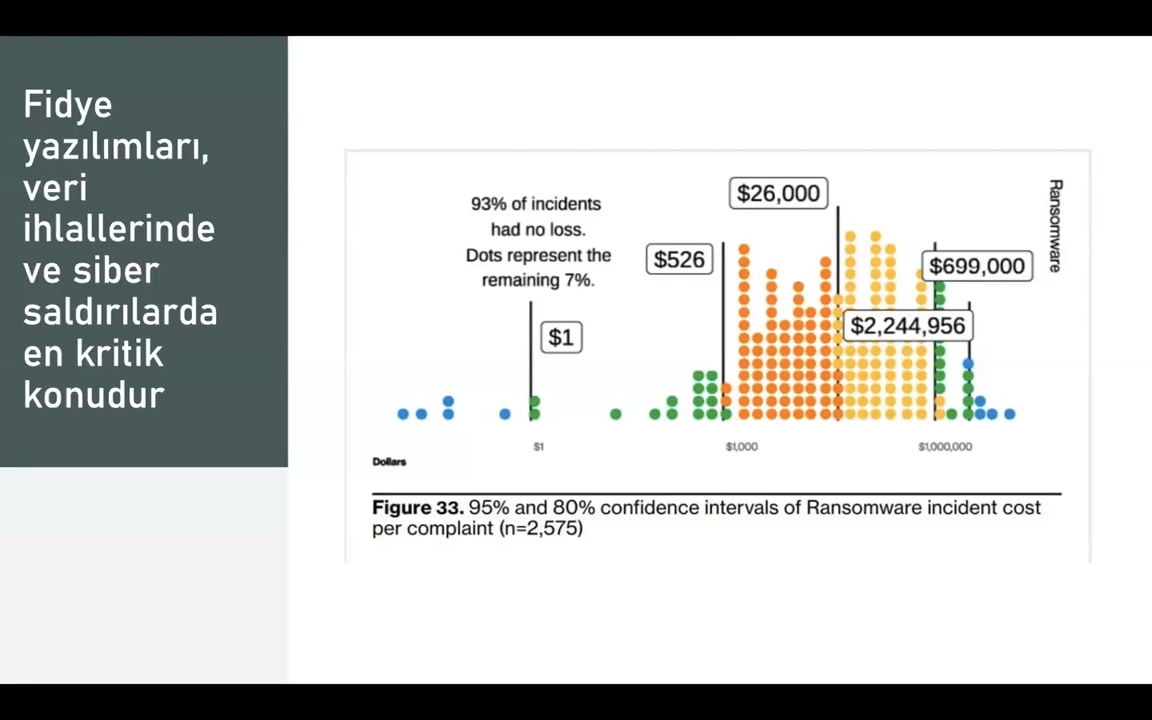 Fidye
yazılımları,
veri
ihlallerinde
ve siber
saldırılarda
en kritik
konudur
93% of incidents
had no loss.
Dots represent the
remaining 7%.
$1
$526
$26,000
$699,000
$2,244,956
Ransomware
$1
$1,000
$1,000,000
Dollars
Figure 33. 95% and 80% confidence intervals of Ransomware incident cost
per complaint (n=2,575)